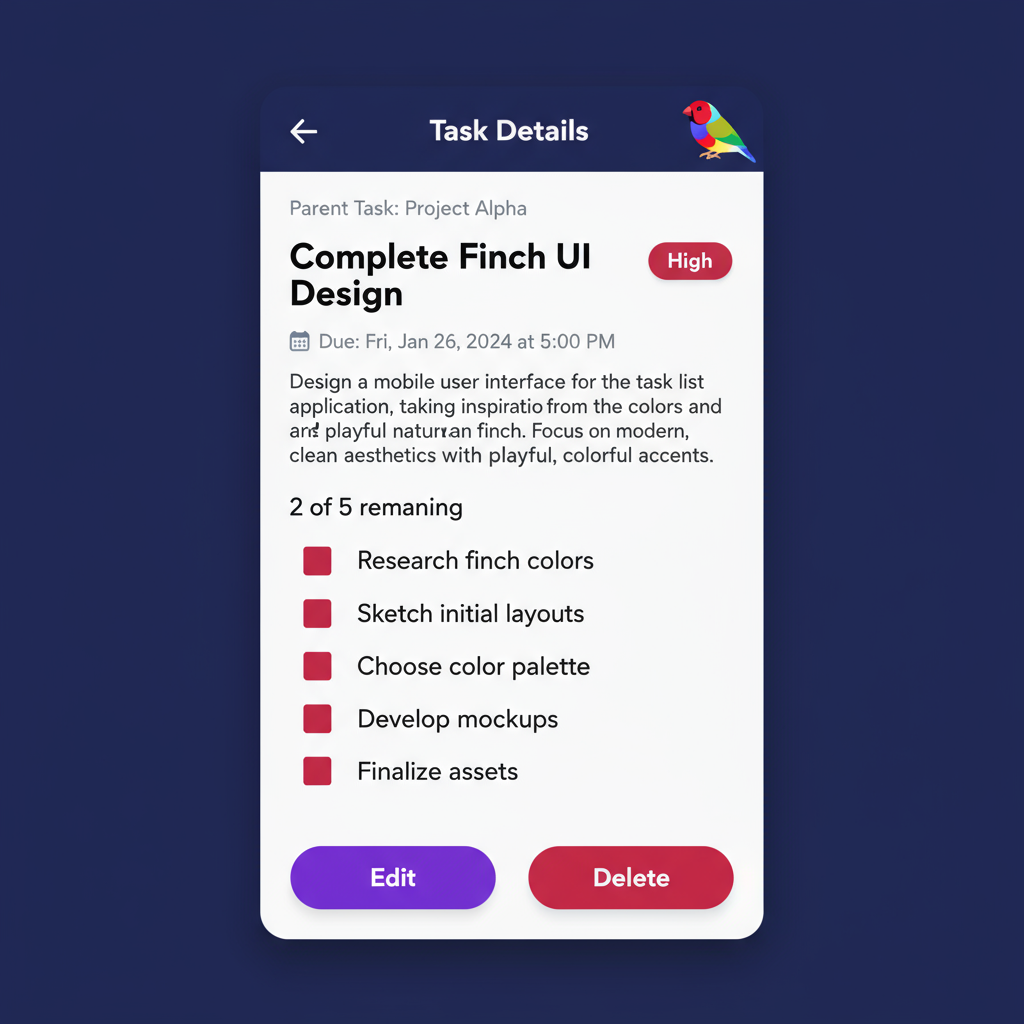 Task Details
Parent Task: Project Alpha
Complete Finch UI
Design
High
Due: Fri, Jan 26, 2024 at 5:00 PM
Design a mobile user interface for the task list
application, taking inspiratio from the colors and
playful finch. Focus on modern,
clean aesthetics with playful, colorful accents.
2 of 5 remaning
Research finch colors
Sketch initial layouts
Choose color palette
Develop mockups
Finalize assets
Edit
Delete